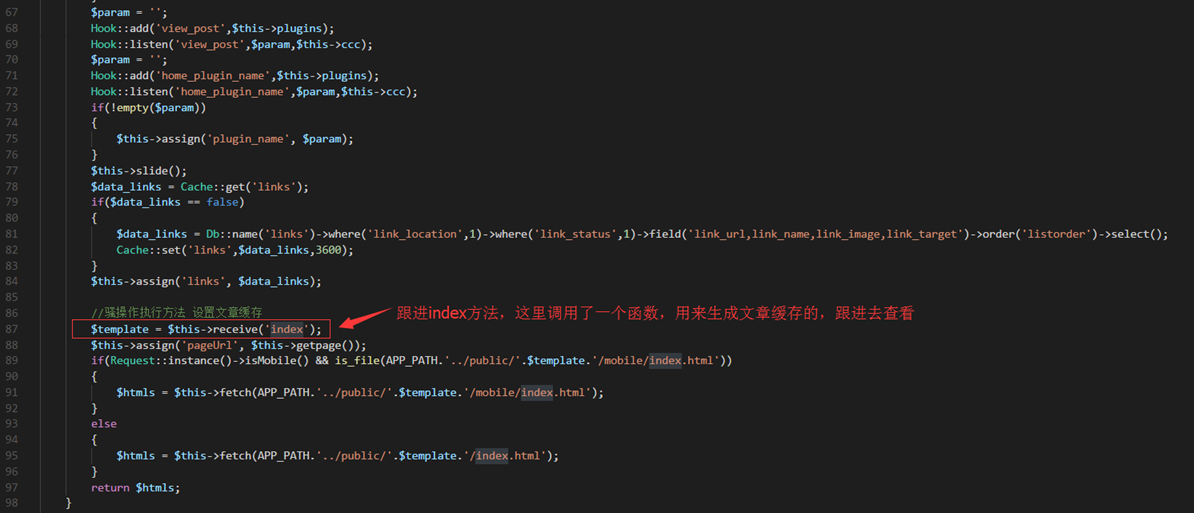 67 $param = '';
68 Hook::add('view_post',$this->plugins);
69 Hook::listen('view_post',$param,$this->ccc);
70 $param = '';
71 Hook::add('home_plugin_name',$this->plugins);
72 Hook::listen('home_plugin_name',$param,$this->ccc);
73 if(!empty($param))
74 {
75 $this->assign('plugin_name', $param);
76 }
77 $this->slide();
78 $data_links = Cache::get('links');
79 if($data_links == false)
80 {
81 $data_links = Db::name('links')->where('link_location',1)->where('link_status',1)->field('link_url,link_name,link_image,link_target')->order('listorder')->select();
82 Cache::set('links',$data_links,3600);
83 }
84 $this->assign('links', $data_links);
85
86 //骚操作执行方法 设置文章缓存
87 $template = $this->receive('index'); 跟进index方法，这里调用了一个函数，用来生成文章缓存的，跟进去查看
88 $this->assign('pageUrl', $this->getpage());
89 if(Request::instance()->isMobile() && is_file(APP_PATH.'../public/'.$template.'/mobile/index.html'))
90 {
91 $htmls = $this->fetch(APP_PATH.'../public/'.$template.'/mobile/index.html');
92 }
93 else
94 {
95 $htmls = $this->fetch(APP_PATH.'../public/'.$template.'/index.html');
96 }
97 return $htmls;
98 }